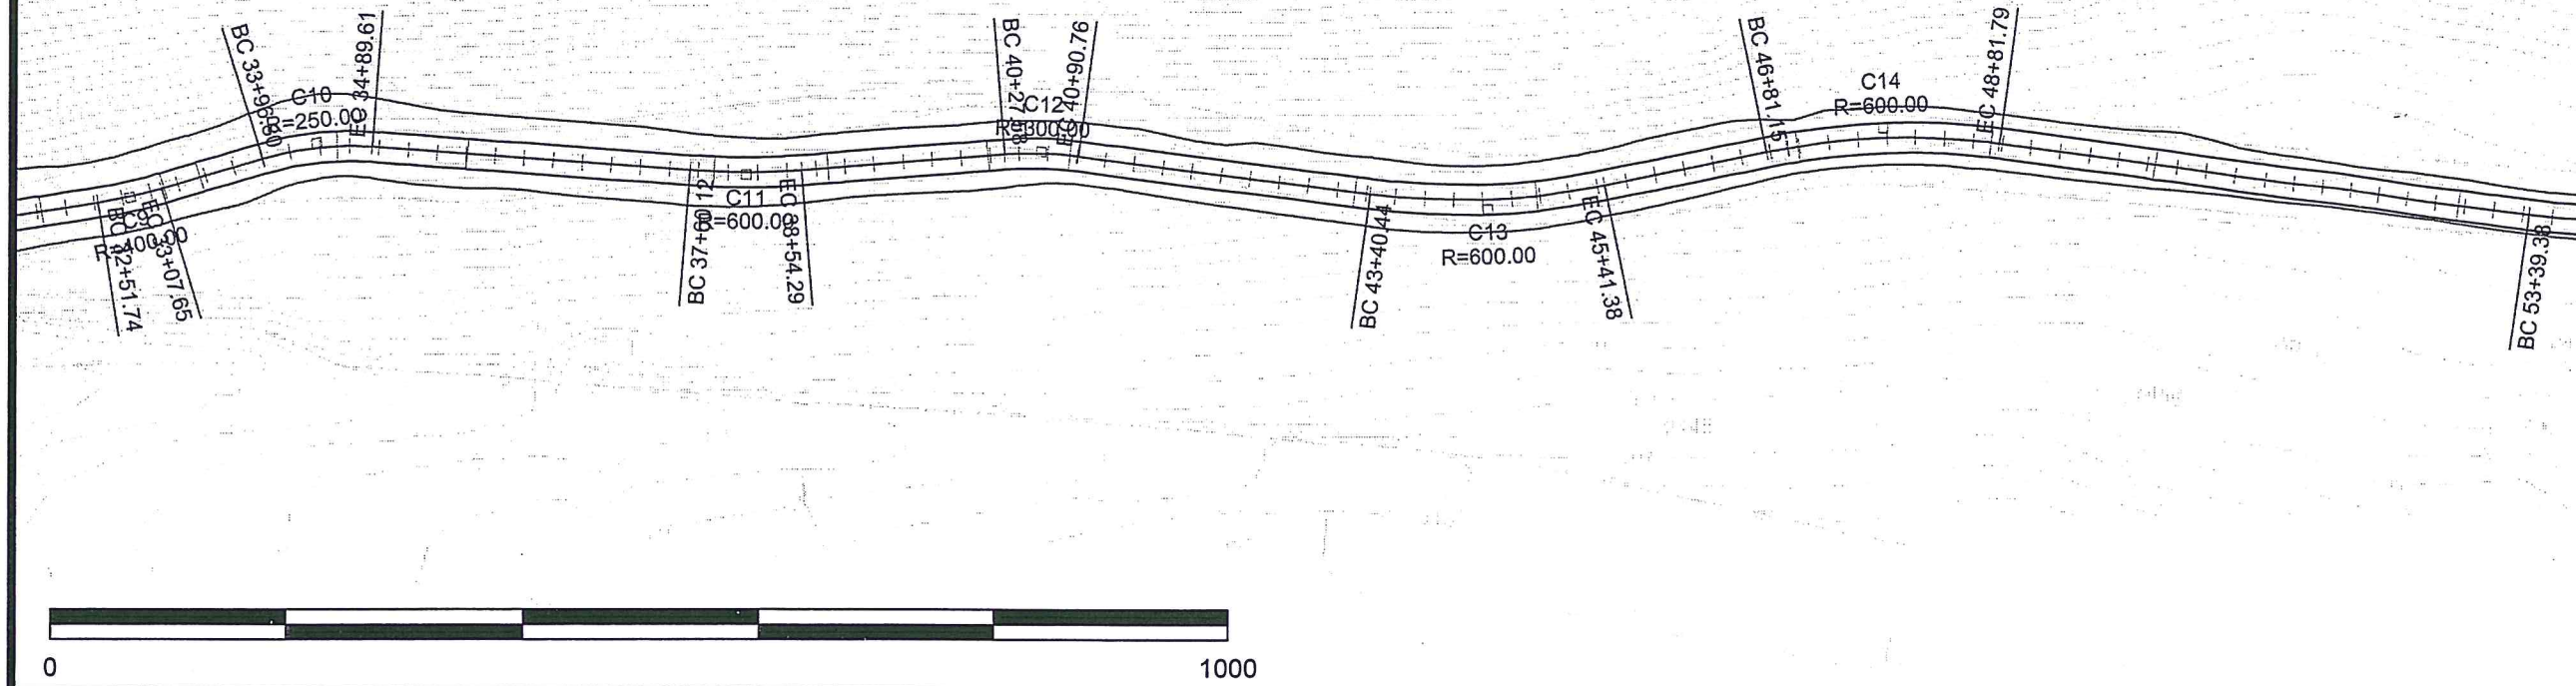 BC 33+96.80
C10
R=250.00
EC 34+89.61
BC 40+27.88
C12
R=300.00
EC 40+90.76
BC 46+81.15
C14
R=600.00
EC 48+81.79
R=400.00
EC 33+07.65
BC 32+51.74
BC 37+60.12
C11
R=600.00
EC 38+54.29
BC 43+40.44
C13
R=600.00
EC 45+41.38
BC 53+39.38
0
1000